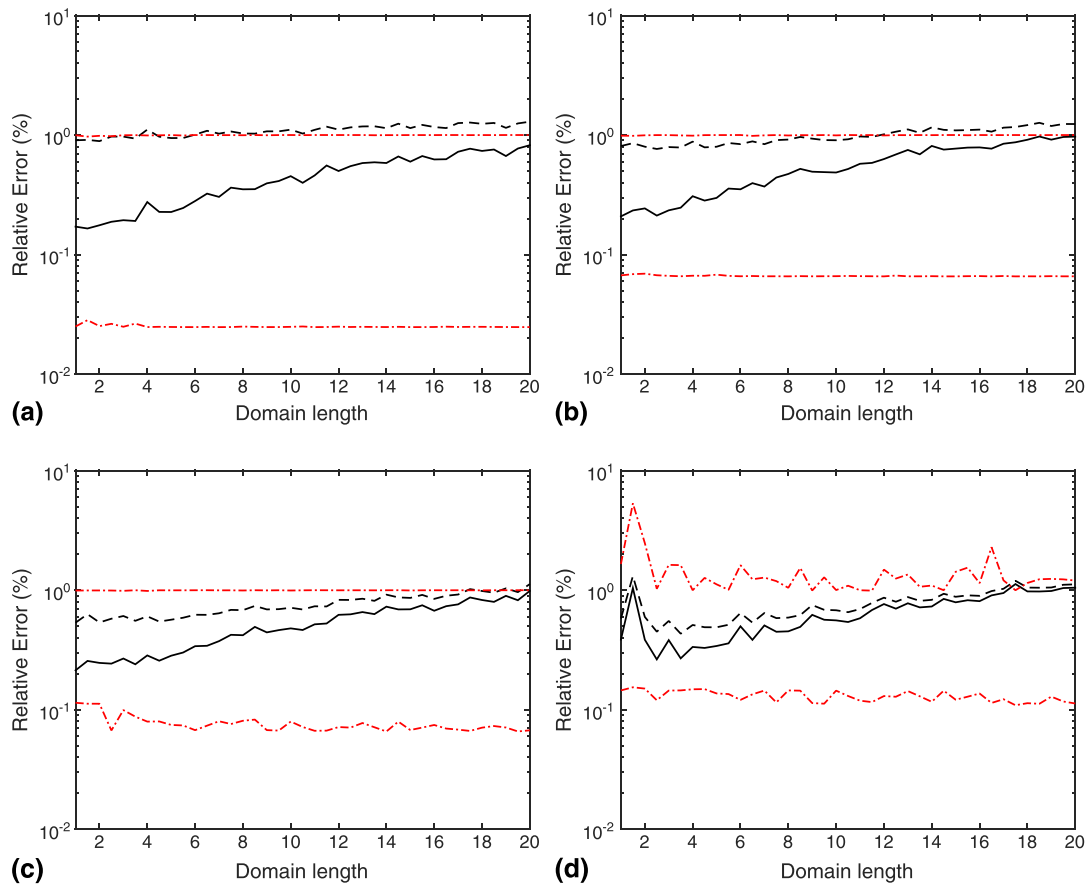 10^1
10^0
10^-1
10^-2
Relative Error (%)
2 4 6 8 10 12 14 16 18 20
Domain length
(a)
10^1
10^0
10^-1
10^-2
Relative Error (%)
2 4 6 8 10 12 14 16 18 20
Domain length
(b)
10^1
10^0
10^-1
10^-2
Relative Error (%)
2 4 6 8 10 12 14 16 18 20
Domain length
(c)
10^1
10^0
10^-1
10^-2
Relative Error (%)
2 4 6 8 10 12 14 16 18 20
Domain length
(d)